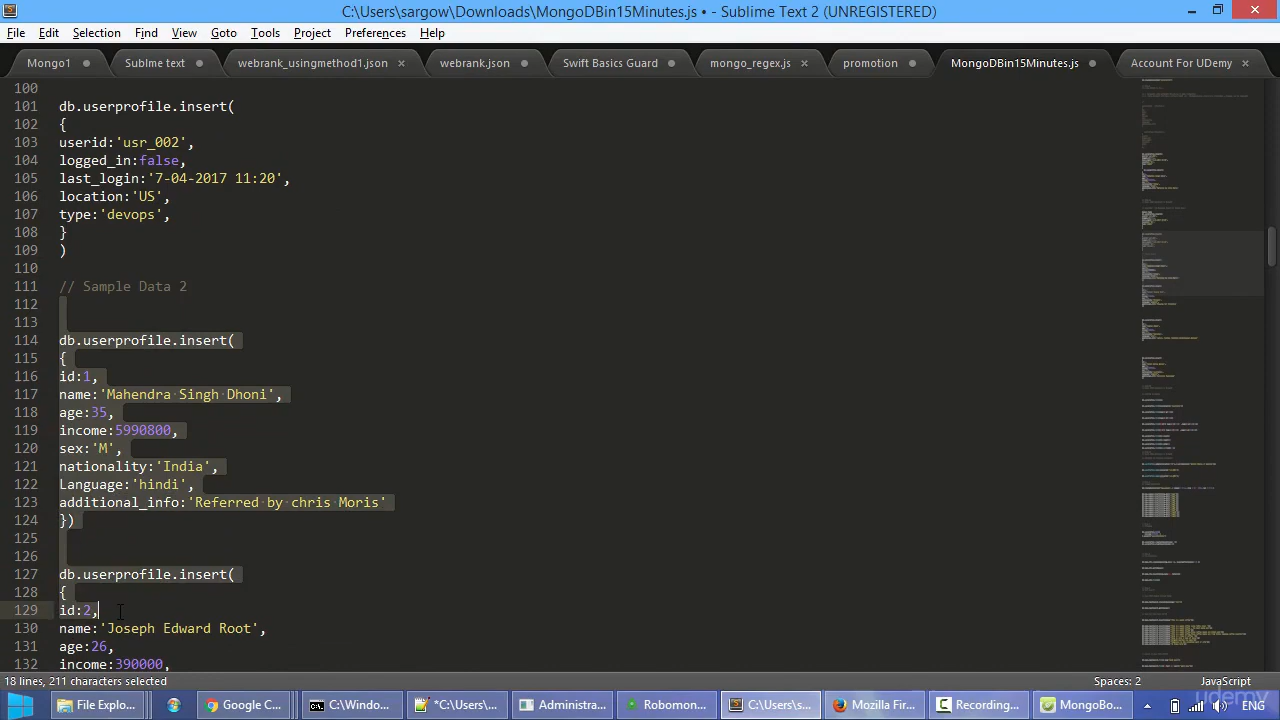 C:\Users\sargow\Downloads\MongoDBin15Minutes.js • - Sublime Text 2 (UNREGISTERED)
File Edit Selection Find View Goto Tools Project Preferences Help
Mongo1 Sublme text webrank_usingmethod1.json webrank.json Swift Basics Guard mongo_regex.js promotion MongoDBin15Minutes.js Account For UDemy
100
101 db.userprofile.insert(
102 {
103 userid:'usr_002',
104 logged_in:false,
105 last_login:'7-04-2017 11:20'
106 location:'US',
107 type:'devops',
108 }
109 )
110
111 // Sample Data 2
112
113
114 db.userprofile.insert(
115 {
116 id:1,
117 name:'Mahendra Singh Dhoni',
118 age:35,
119 income:5990800,
120 sex:'M',
121 nationality:'India',
122 language:'hindi',
123 additional_info:'Referred as MS in News'
124 })
125
126
127 db.userprofile.insert(
128 {
129 id:2,
130 name:'Joseph Edward Root',
131 age:26,
132 income:390000,
18 lines, 211 characters selected Spaces: 2 JavaScript
udemy
File Explo... Google C... C:\Windo... *C:\Users\... Administra... Robomon... C:\Users\s... Mozilla Fir... Recording... MongoBo... ENG